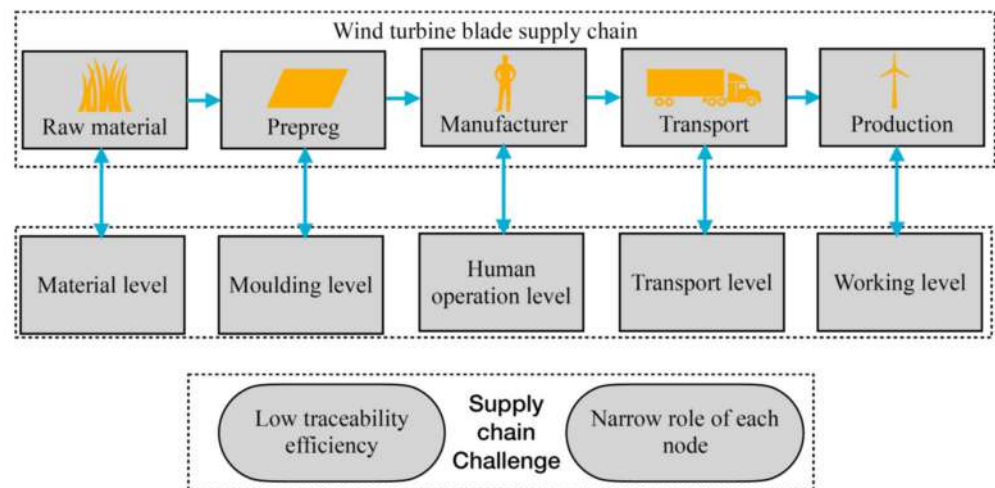 Wind turbine blade supply chain
Raw material
Prepreg
Manufacturer
Transport
Production
Material level
Moulding level
Human
operation level
Transport level
Working level
Low traceability
efficiency
Supply
chain
Challenge
Narrow role of each
node